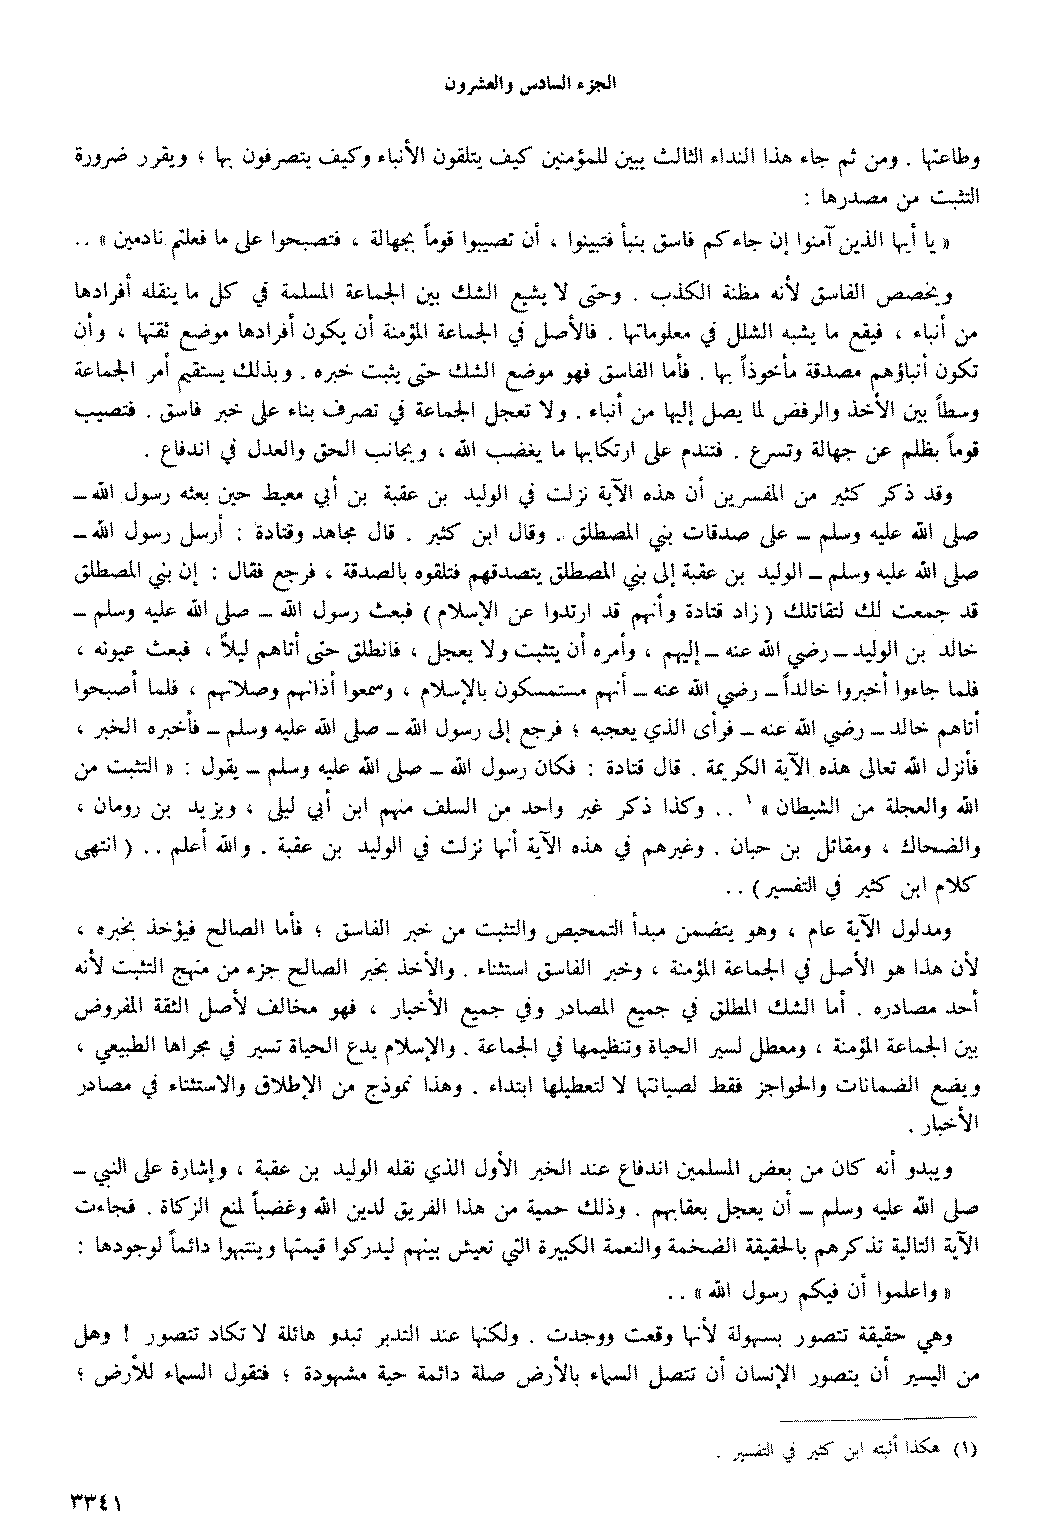 الجزء السادس والعشرون
وطاعتها . ومن ثم جاء هذا النداء الثالث يبين للمؤمنين كيف يتلقون الأنباء وكيف يتصرفون بها ؛ ويقرر ضرورة
التثبت من مصدرها :
« يا أيها الذين آمنوا إن جاءكم فاسق بنبأ فتبينوا ، أن تصيبوا قوماً بجهالة ، فتصبحوا على ما فعلتم نادمين » ..
ويخصص الفاسق لأنه مظنة الكذب . وحتى لا يشيع الشك بين الجماعة المسلمة في كل ما ينقله أفرادها
من أنباء ، فيقع ما يشبه الشلل في معلوماتها . فالأصل في الجماعة المؤمنة أن يكون أفرادها موضع ثقتها ، وأن
تكون أنباؤهم مصدقة مأخوذاً بها . فأما الفاسق فهو موضع الشك حتى يثبت خبره . وبذلك يستقيم أمر الجماعة
وسطاً بين الأخذ والرفض لما يصل إليها من أنباء . ولا تعجل الجماعة في تصرف بناء على خبر فاسق . فتصيب
قوماً بظلم عن جهالة وتسرع . فتندم على ارتكابها ما يغضب الله ، ويجانب الحق والعدل في اندفاع .
وقد ذكر كثير من المفسرين أن هذه الآية نزلت في الوليد بن عقبة بن أبي معيط حين بعثه رسول الله –
صلى الله عليه وسلم – على صدقات بني المصطلق . وقال ابن كثير . قال مجاهد وقتادة : أرسل رسول الله –
صلى الله عليه وسلم – الوليد بن عقبة إلى بني المصطلق يتصدقهم فتلقوه بالصدقة ، فرجع فقال : إن بني المصطلق
قد جمعت لك لتقاتلك ( زاد قتادة وأنهم قد ارتدوا عن الإسلام ) فبعث رسول الله – صلى الله عليه وسلم –
خالد بن الوليد – رضي الله عنه – إليهم ، وأمره أن يتثبت ولا يعجل ، فانطلق حتى أتاهم ليلاً ، فبعث عيونه ،
فلما جاءوا أخبروا خالداً – رضي الله عنه – أنهم مستمسكون بالإسلام ، وسمعوا أذانهم وصلاتهم ، فلما أصبحوا
أتاهم خالد – رضي الله عنه – فرأى الذي يعجبه ؛ فرجع إلى رسول الله – صلى الله عليه وسلم – فأخبره الخبر ،
فأنزل الله تعالى هذه الآية الكريمة . قال قتادة : فكان رسول الله – صلى الله عليه وسلم – يقول : « التثبت من
الله والعجلة من الشيطان » ١ .. وكذا ذكر غير واحد من السلف منهم ابن أبي ليلى ، ويزيد بن رومان ،
والضحاك ، ومقاتل بن حبان . وغيرهم في هذه الآية أنها نزلت في الوليد بن عقبة . والله أعلم .. ( انتهى
كلام ابن كثير في التفسير ) ..
ومدلول الآية عام ، وهو يتضمن مبدأ التمحيص والتثبت من خبر الفاسق ؛ فأما الصالح فيؤخذ بخبره ،
لأن هذا هو الأصل في الجماعة المؤمنة ، وخبر الفاسق استثناء . والأخذ بخبر الصالح جزء من منهج التثبت لأنه
أحد مصادره . أما الشك المطلق في جميع المصادر وفي جميع الأخبار ، فهو مخالف لأصل الثقة المفروض
بين الجماعة المؤمنة ، ومعطل لسير الحياة وتنظيمها في الجماعة . والإسلام يدع الحياة تسير في مجراها الطبيعي ،
ويضع الضمانات والحواجز فقط لصيانتها لا لتعطيلها ابتداء . وهذا نموذج من الإطلاق والاستثناء في مصادر
الأخبار .
ويبدو أنه كان من بعض المسلمين اندفاع عند الخبر الأول الذي نقله الوليد بن عقبة ، وإشارة على النبي –
صلى الله عليه وسلم – أن يعجل بعقابهم . وذلك حمية من هذا الفريق لدين الله وغضباً لمنع الزكاة . فجاءت
الآية التالية تذكرهم بالحقيقة الضخمة والنعمة الكبيرة التي تعيش بينهم ليدركوا قيمتها وينتبهوا دائماً لوجودها :
« واعلموا أن فيكم رسول الله » ..
وهي حقيقة تتصور بسهولة لأنها وقعت ووجدت . ولكنها عند التدبر تبدو هائلة لا تكاد تتصور ! وهل
من اليسير أن يتصور الإنسان أن تتصل السماء بالأرض صلة دائمة حية مشهودة ؛ فتقول السماء للأرض ؛
(١) هكذا أثبته ابن كثير في التفسير .
٣٣٤١